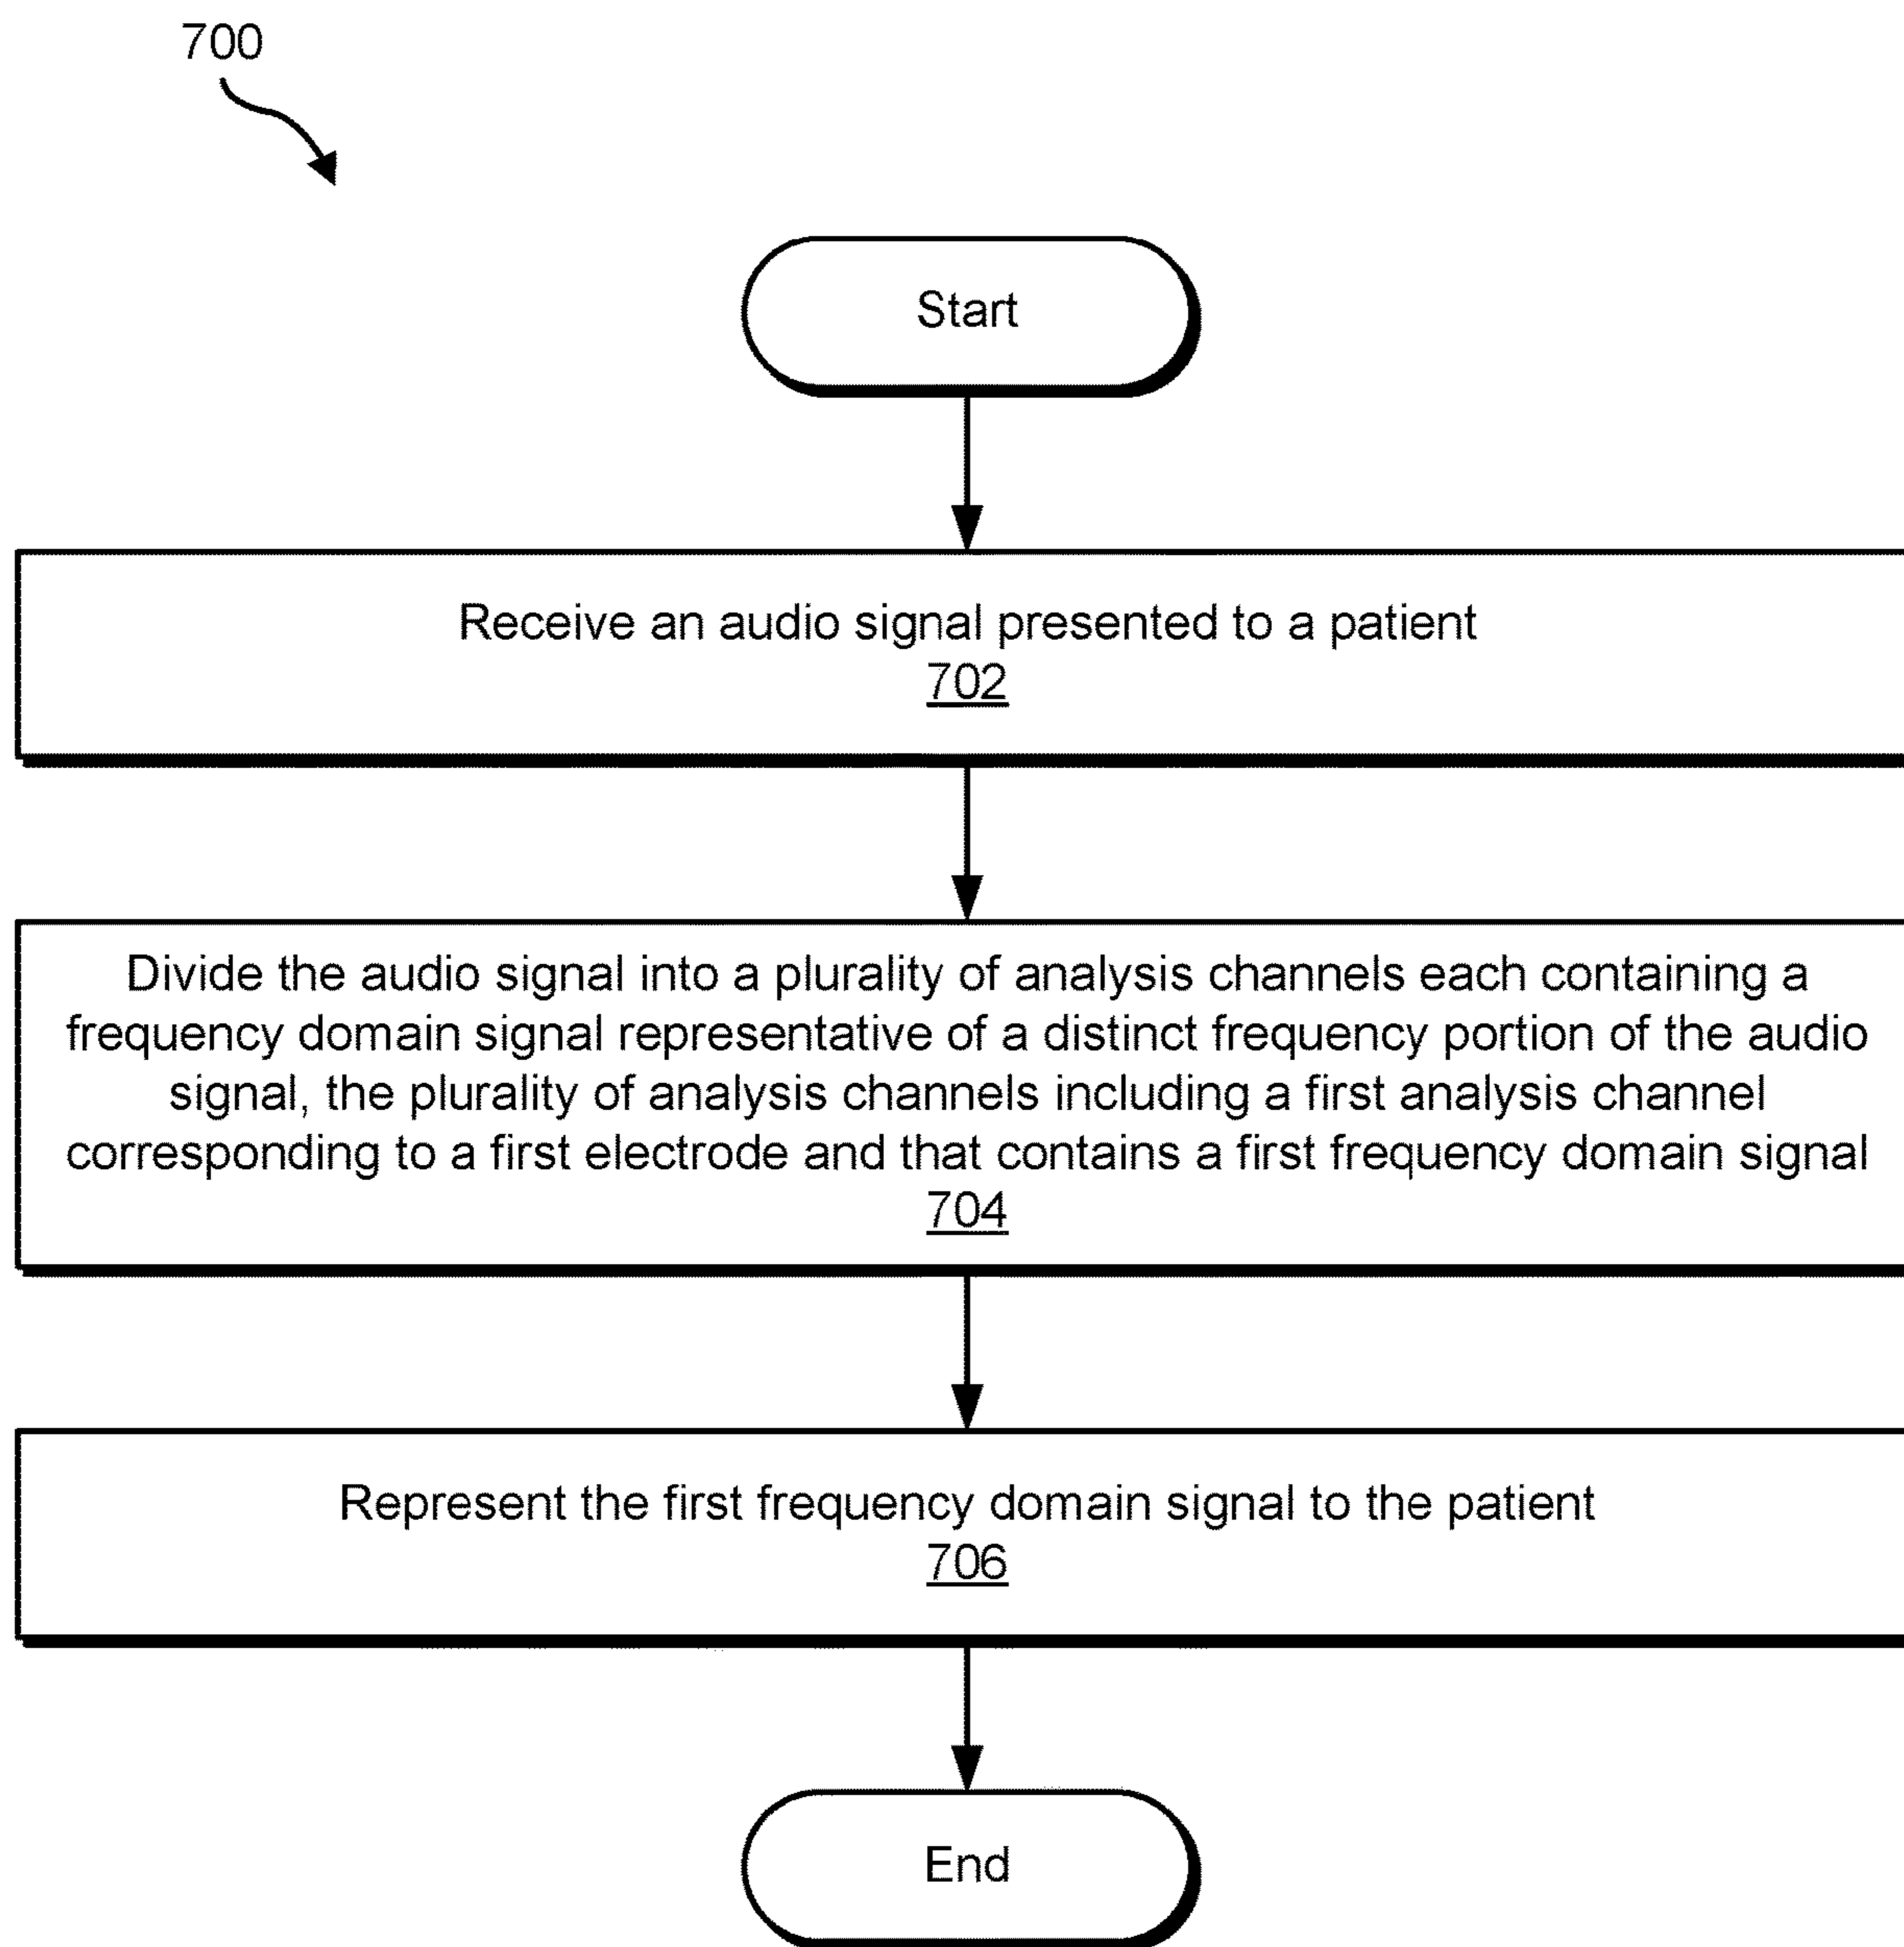 700
Start
Receive an audio signal presented to a patient
702
Divide the audio signal into a plurality of analysis channels each containing a
frequency domain signal representative of a distinct frequency portion of the audio
signal, the plurality of analysis channels including a first analysis channel
corresponding to a first electrode and that contains a first frequency domain signal
704
Represent the first frequency domain signal to the patient
706
End